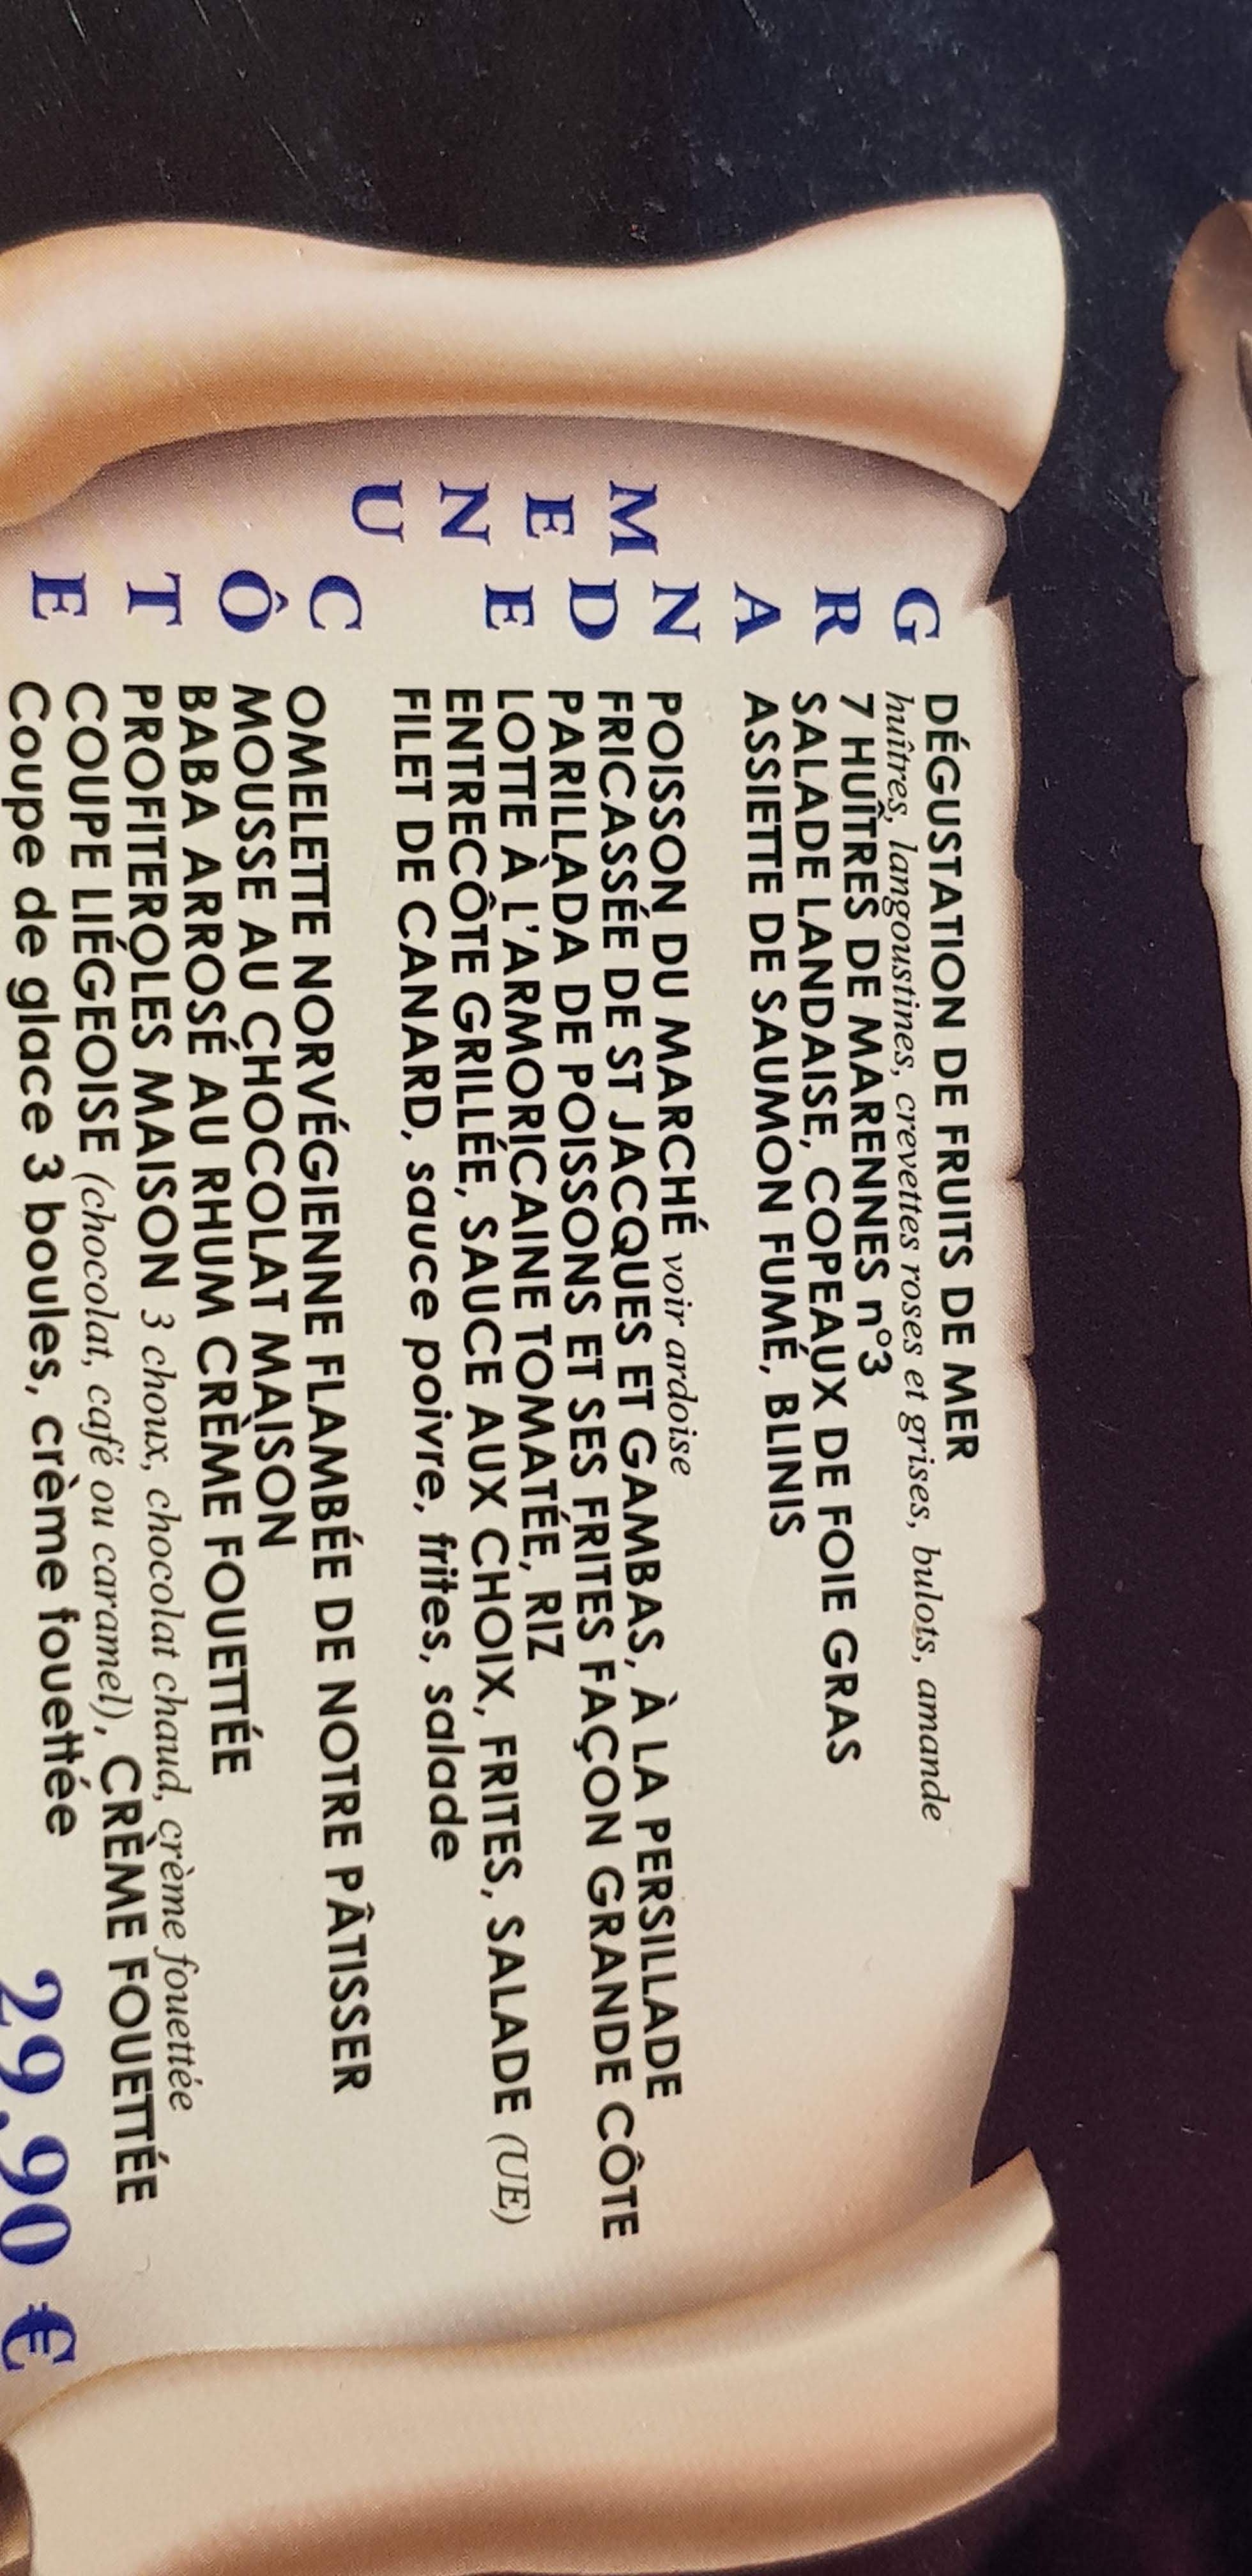 MENU
GRANDE
CÔTE
DÉGUSTATION DE FRUITS DE MER
huîtres, langoustines, crevettes roses et grises, bulots, amande
7 HUÎTRES DE MARENNES n°3
SALADE LANDAISE, COPEAUX DE FOIE GRAS
ASSIETTE DE SAUMON FUMÉ, BLINIS
POISSON DU MARCHÉ voir ardoise
FRICASSÉE DE ST JACQUES ET GAMBAS, À LA PERSILLADE
PARILLADA DE POISSONS ET SES FRITES FAÇON GRANDE CÔTE
LOTTE À L'ARMORICAINE TOMATÉE, RIZ
ENTRECÔTE GRILLÉE, SAUCE AUX CHOIX, FRITES, SALADE (UE)
FILET DE CANARD, sauce poivre, frites, salade
OMELETTE NORVÉGIENNE FLAMBÉE DE NOTRE PÂTISSER
MOUSSE AU CHOCOLAT MAISON
BABA ARROSÉ AU RHUM CRÈME FOUETTÉE
PROFITEROLES MAISON 3 choux, chocolat chaud, crème fouettée
COUPE LIÉGEOISE (chocolat, café ou caramel), CRÈME FOUETTÉE
Coupe de glace 3 boules, crème fouettée
29,90 €